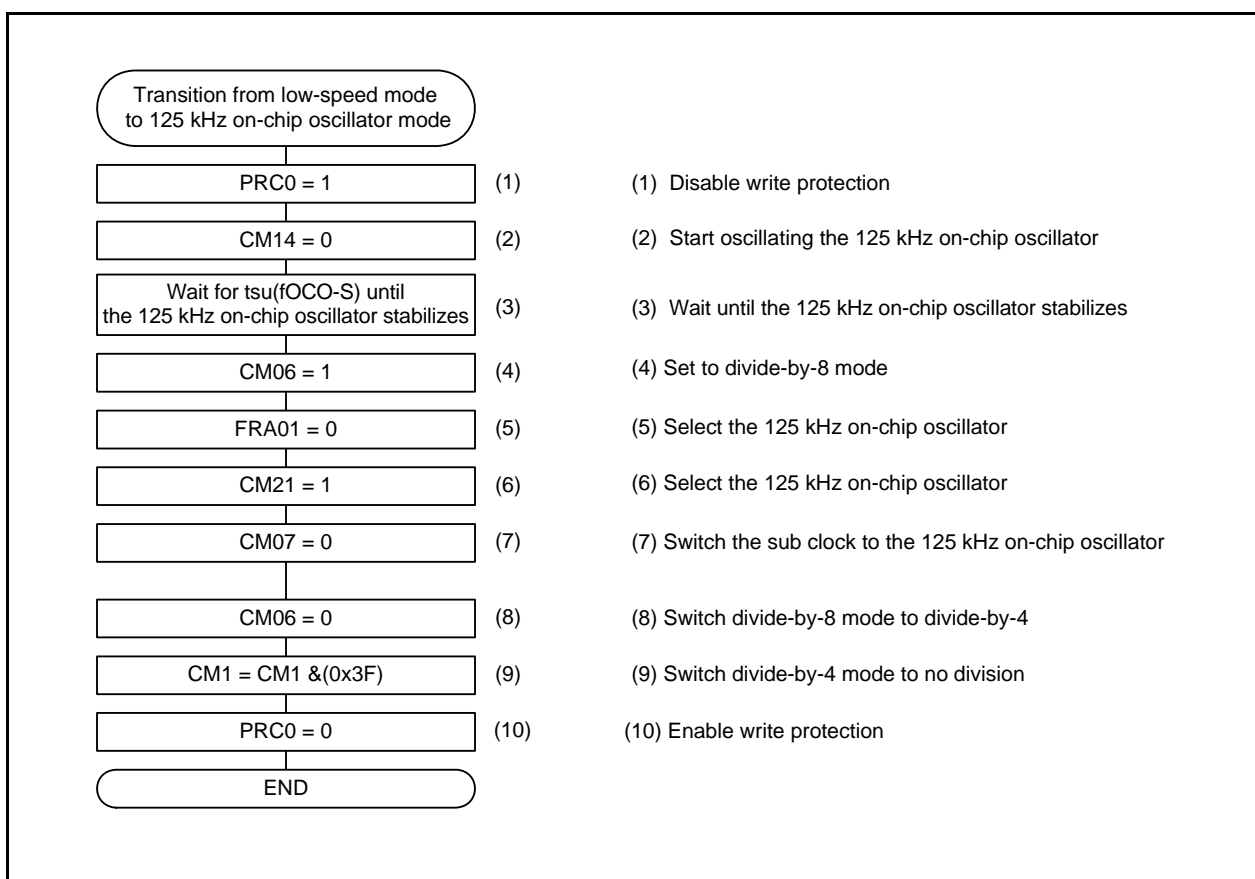 Transition from low-speed mode
to 125 kHz on-chip oscillator mode
PRC0 = 1 (1) (1) Disable write protection
CM14 = 0 (2) (2) Start oscillating the 125 kHz on-chip oscillator
Wait for tsu(fOCO-S) until
the 125 kHz on-chip oscillator stabilizes (3) (3) Wait until the 125 kHz on-chip oscillator stabilizes
CM06 = 1 (4) (4) Set to divide-by-8 mode
FRA01 = 0 (5) (5) Select the 125 kHz on-chip oscillator
CM21 = 1 (6) (6) Select the 125 kHz on-chip oscillator
CM07 = 0 (7) (7) Switch the sub clock to the 125 kHz on-chip oscillator
CM06 = 0 (8) (8) Switch divide-by-8 mode to divide-by-4
CM1 = CM1 &(0x3F) (9) (9) Switch divide-by-4 mode to no division
PRC0 = 0 (10) (10) Enable write protection
END